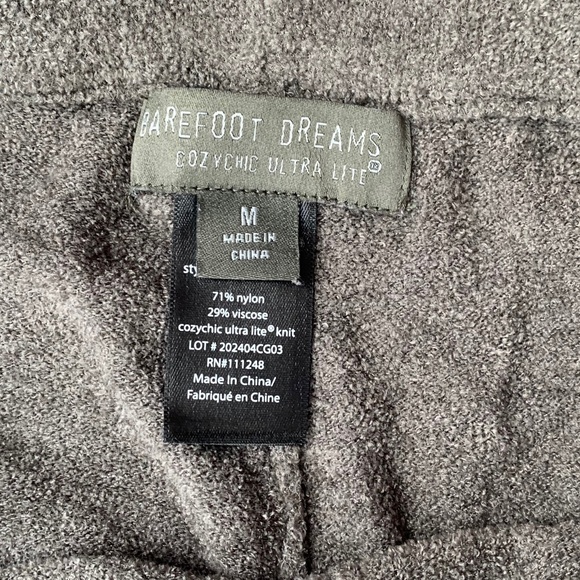 BAREFOOT DREAMS
COZYCHIC ULTRA LITE
M
MADE IN
CHINA
71% nylon
29% viscose
cozychic ultra lite® knit
LOT # 202404CG03
RN#111248
Made In China/
Fabriqué en Chine